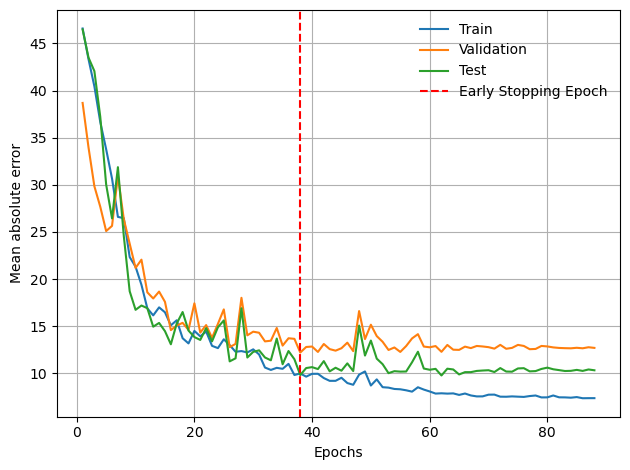 Train
Validation
Test
Early Stopping Epoch
Mean absolute error
45
40
35
30
25
20
15
10
0
20
40
60
80
Epochs